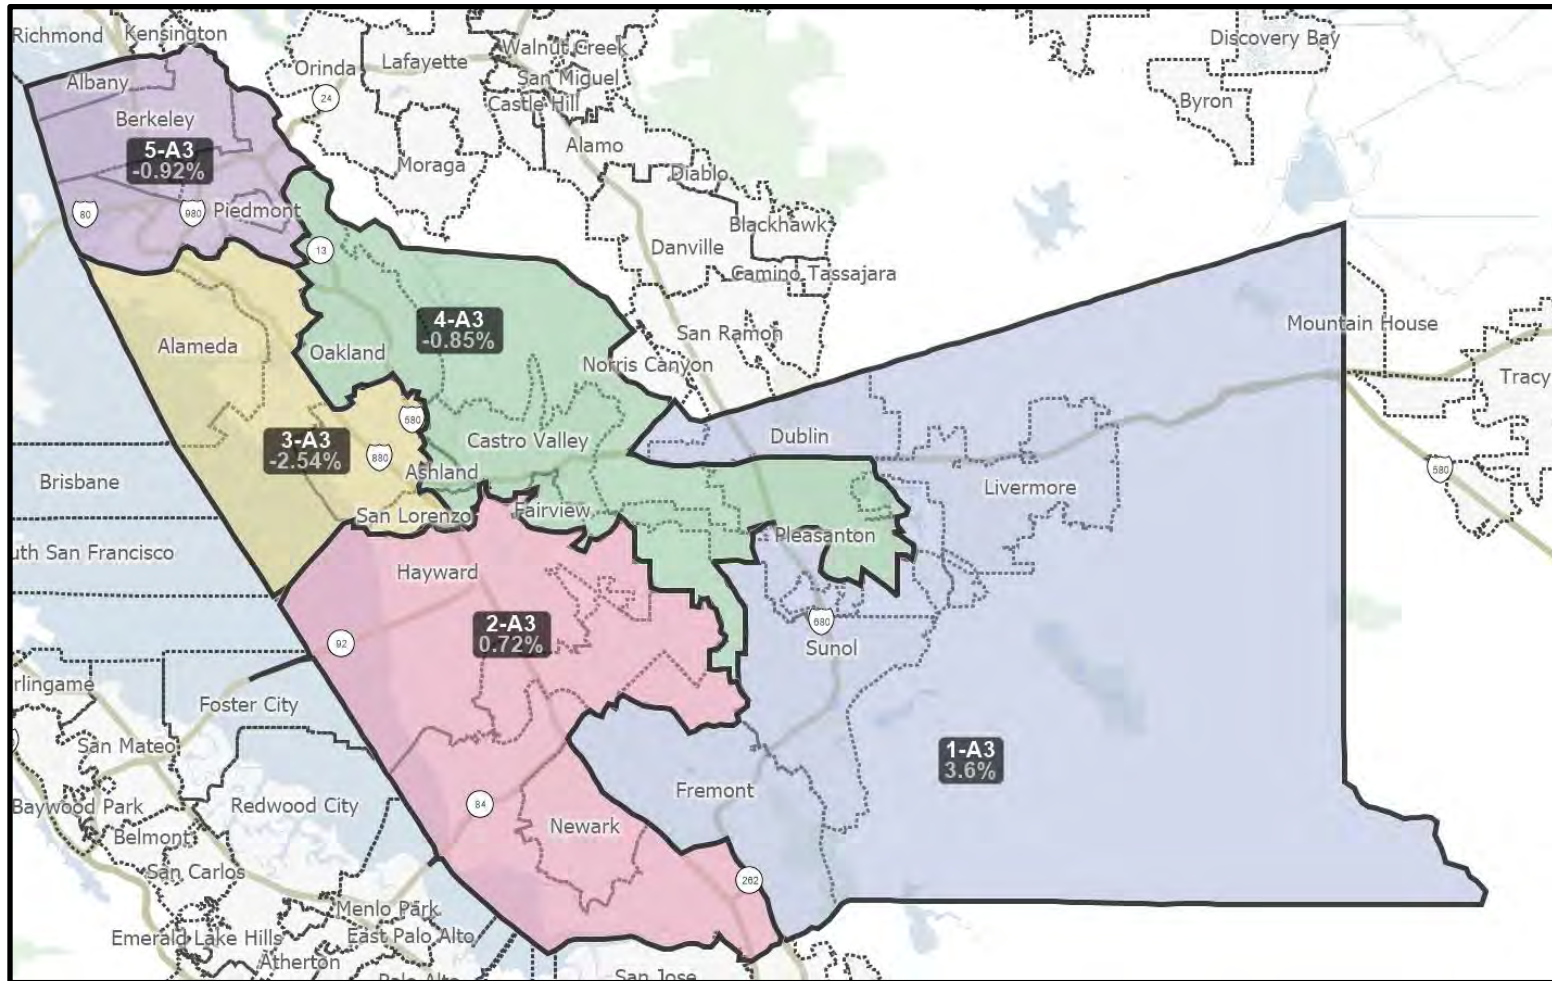 Richmond
Kensington
Walnut Creek
Discovery Bay
Orinda
Lafayette
San Miguel
Albany
24
Castle Hill
Byron
Berkeley
Alamo
5-A3
-0.92%
Moraga
Diablo
80
980
Piedmont
Blackhawk
13
Danville
Camino Tassajara
4-A3
-0.85%
Mountain House
Alameda
Oakland
San Ramon
Norris Canyon
Tracy
3-A3
-2.54%
580
880
Castro Valley
Dublin
Ashland
580
Brisbane
Livermore
San Lorenzo
Fairview
uth San Francisco
Pleasanton
Hayward
2-A3
0.72%
92
680
Sunol
rlingame
Foster City
San Mateo
1-A3
3.6%
Fremont
Baywood Park
Redwood City
84
Belmont
Newark
San Carlos
262
Menlo Park
Emerald Lake Hills
East Palo Alto
Atherton
Palo Alto
San Jose